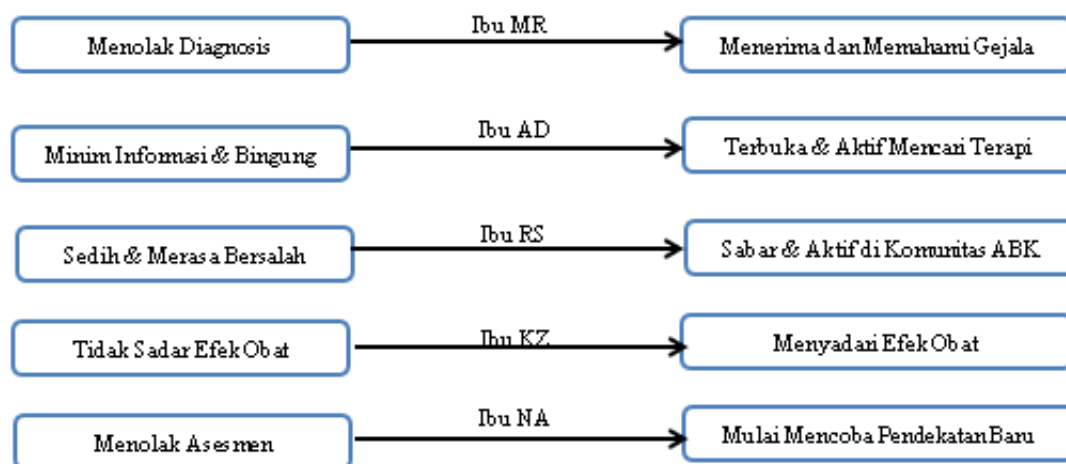 Ibu MR
Menolak Diagnosis
Menerima dan Memahami Gejala
Ibu AD
Minim Informasi & Bingung
Terbuka & Aktif Mencari Terapi
Ibu RS
Sedih & Merasa Bersalah
Sabar & Aktif di Komunitas ABK
Ibu KZ
Tidak Sadar Efek Obat
Menyadari Efek Obat
Ibu NA
Menolak Asesmen
Mulai Mencoba Pendekatan Baru